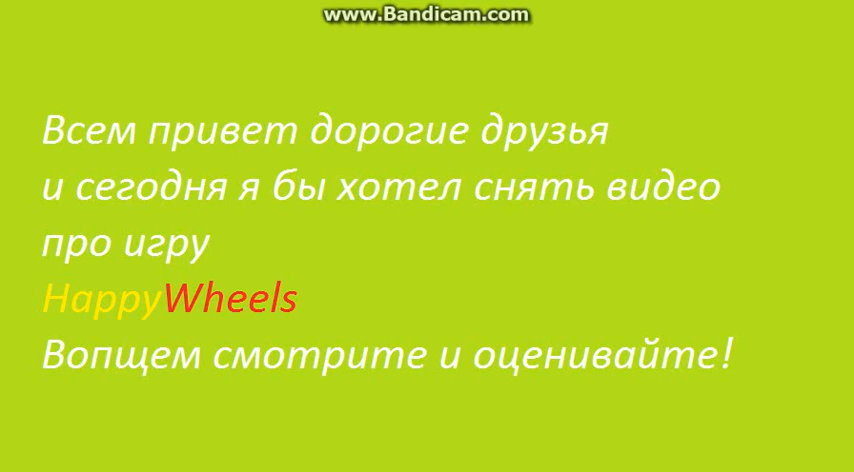 www.Bandicam.com
Всем привет дорогие друзья
и сегодня я бы хотел снять видео
про игру
HappyWheels
Вопщем смотрите и оценивайте!